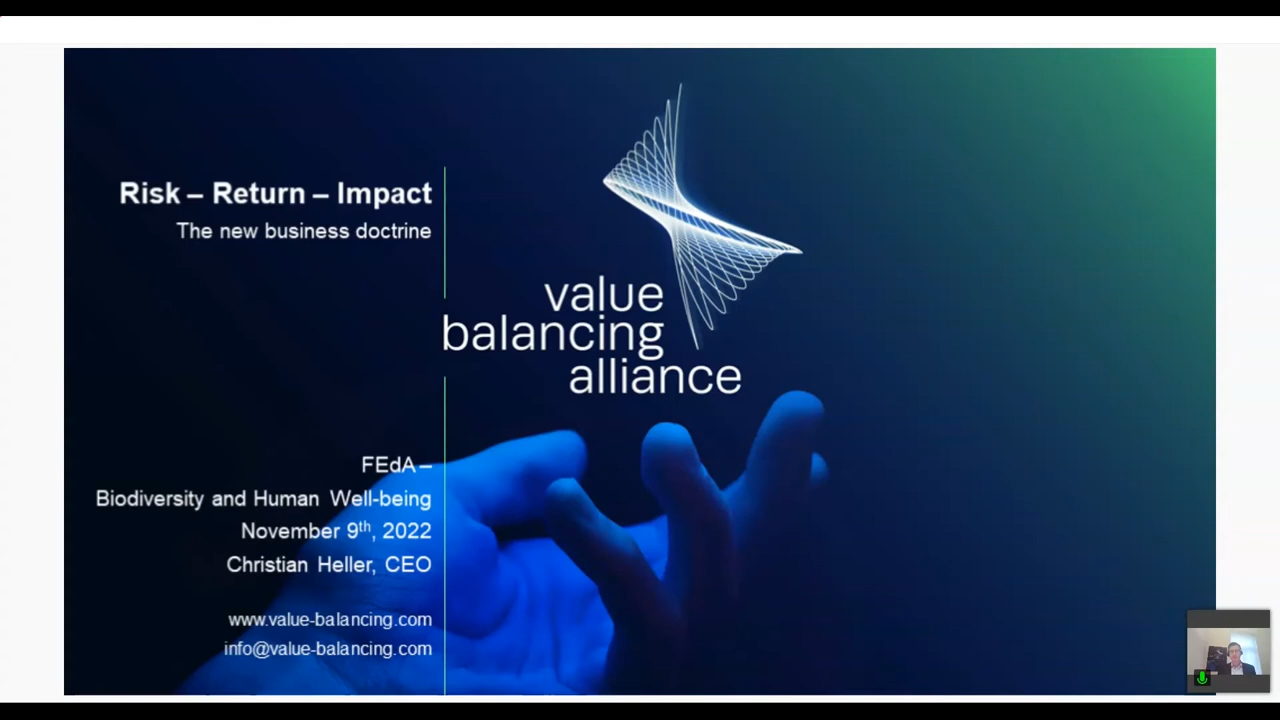 Risk – Return – Impact
The new business doctrine
value
balancing
alliance
FEdA –
Biodiversity and Human Well-being
November 9th, 2022
Christian Heller, CEO
www.value-balancing.com
info@value-balancing.com